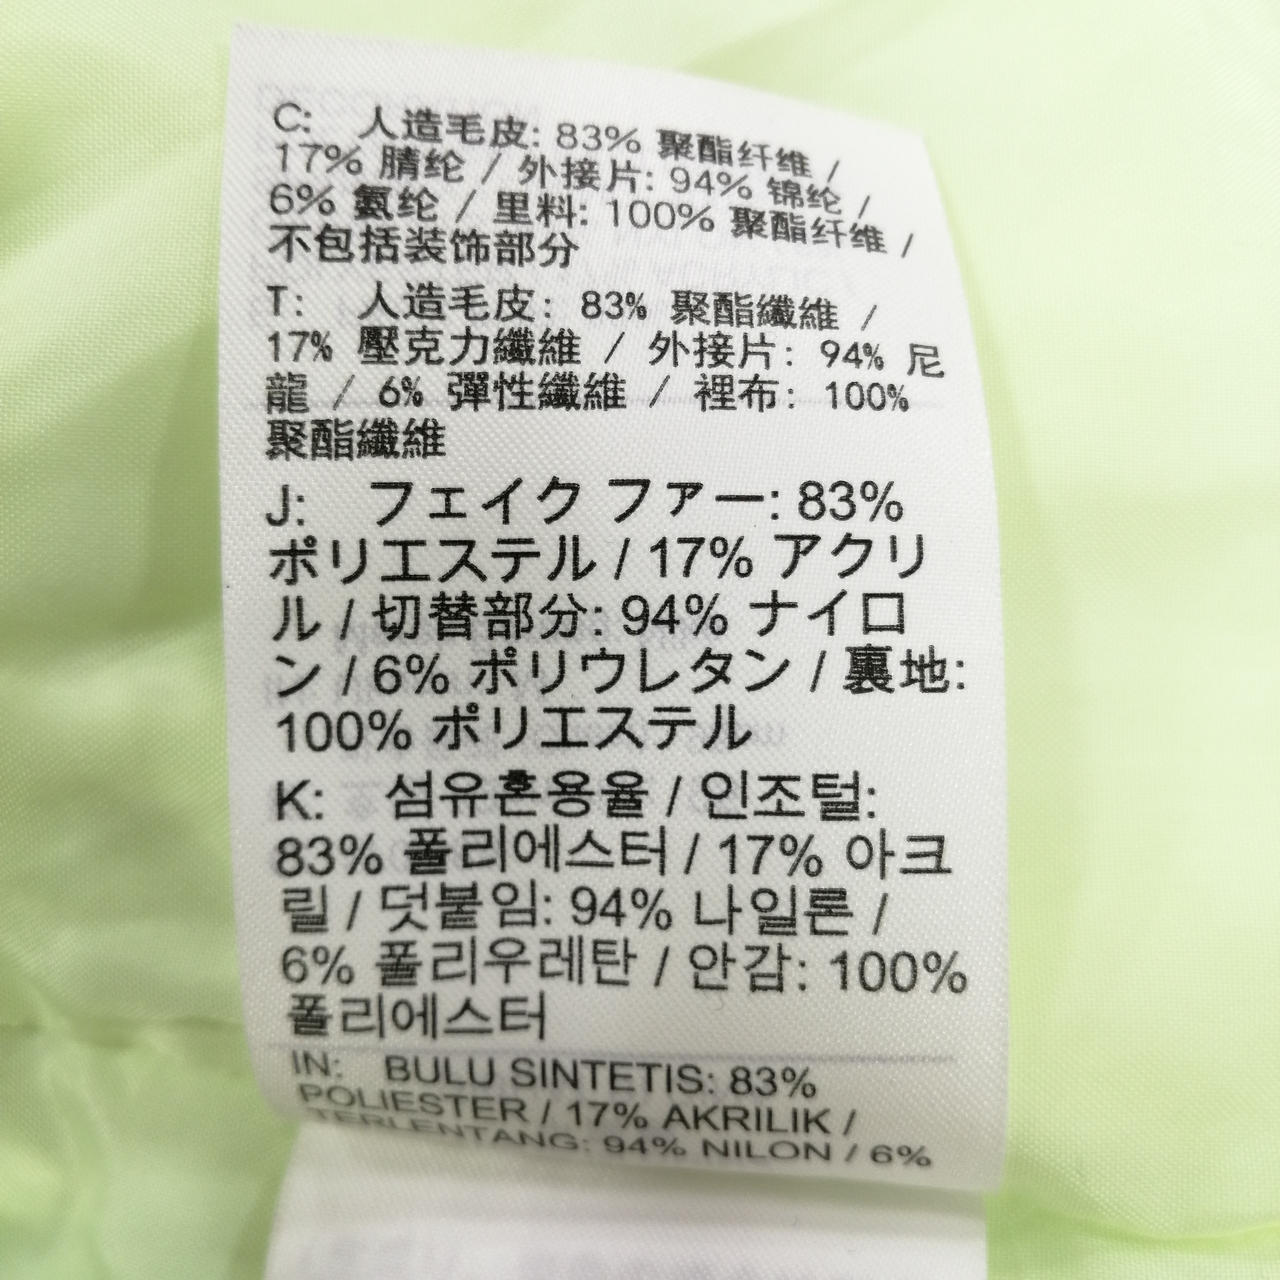 C: 人造毛皮: 83% 聚酯纤维 /
17% 腈纶 / 外接片: 94% 锦纶 /
6% 氨纶 / 里料: 100% 聚酯纤维 /
不包括装饰部分
T: 人造毛皮: 83% 聚酯纖維 /
17% 壓克力纖維 / 外接片: 94% 尼
龍 / 6% 彈性纖維 / 裡布: 100%
聚酯纖維
J: フェイク ファー: 83%
ポリエステル / 17% アクリ
ル / 切替部分: 94% ナイロ
ン / 6% ポリウレタン / 裏地:
100% ポリエステル
K: 섬유혼용율 / 인조털:
83% 폴리에스터 / 17% 아크
릴 / 덧붙임: 94% 나일론 /
6% 폴리우레탄 / 안감: 100%
폴리에스터
IN: BULU SINTETIS: 83%
POLIESTER / 17% AKRILIK /
TERLENTANG: 94% NILON / 6%